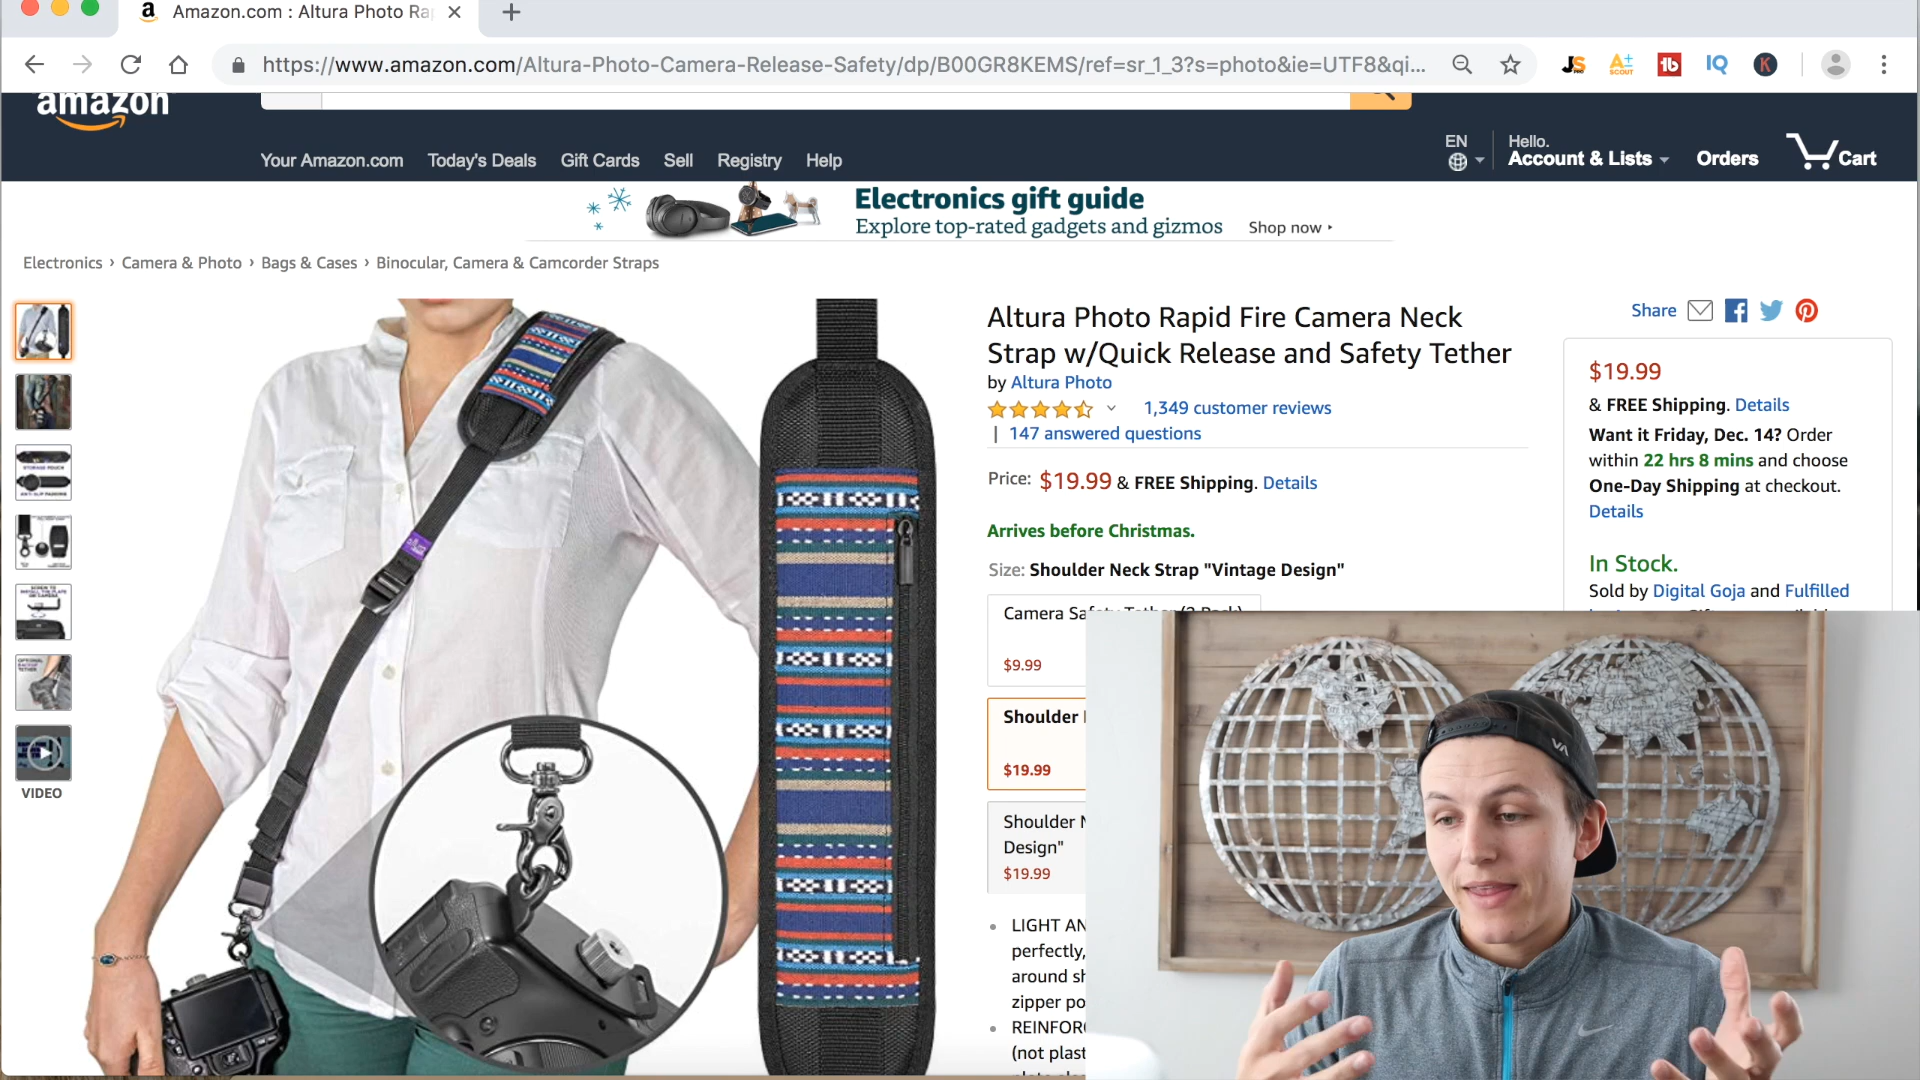 Amazon.com : Altura Photo Ra
https://www.amazon.com/Altura-Photo-Camera-Release-Safety/dp/B00GR8KEMS/ref=sr_1_3?s=photo&ie=UTF8&qi...
amazon
Your Amazon.com Today's Deals Gift Cards Sell Registry Help
EN
Hello.
Account & Lists
Orders
Cart
Electronics gift guide
Explore top-rated gadgets and gizmos Shop now
Electronics › Camera & Photo › Bags & Cases › Binocular, Camera & Camcorder Straps
VIDEO
Altura Photo Rapid Fire Camera Neck
Strap w/Quick Release and Safety Tether
by Altura Photo
1,349 customer reviews
| 147 answered questions
Price: $19.99 & FREE Shipping. Details
Arrives before Christmas.
Size: Shoulder Neck Strap "Vintage Design"
Camera Safety Tether (2 Pack)
$9.99
Shoulder
$19.99
Shoulder
Design"
$19.99
LIGHT AN
perfectly,
around sh
zipper po
REINFOR
(not plast
Share
$19.99
& FREE Shipping. Details
Want it Friday, Dec. 14? Order
within 22 hrs 8 mins and choose
One-Day Shipping at checkout.
Details
In Stock.
Sold by Digital Goja and Fulfilled